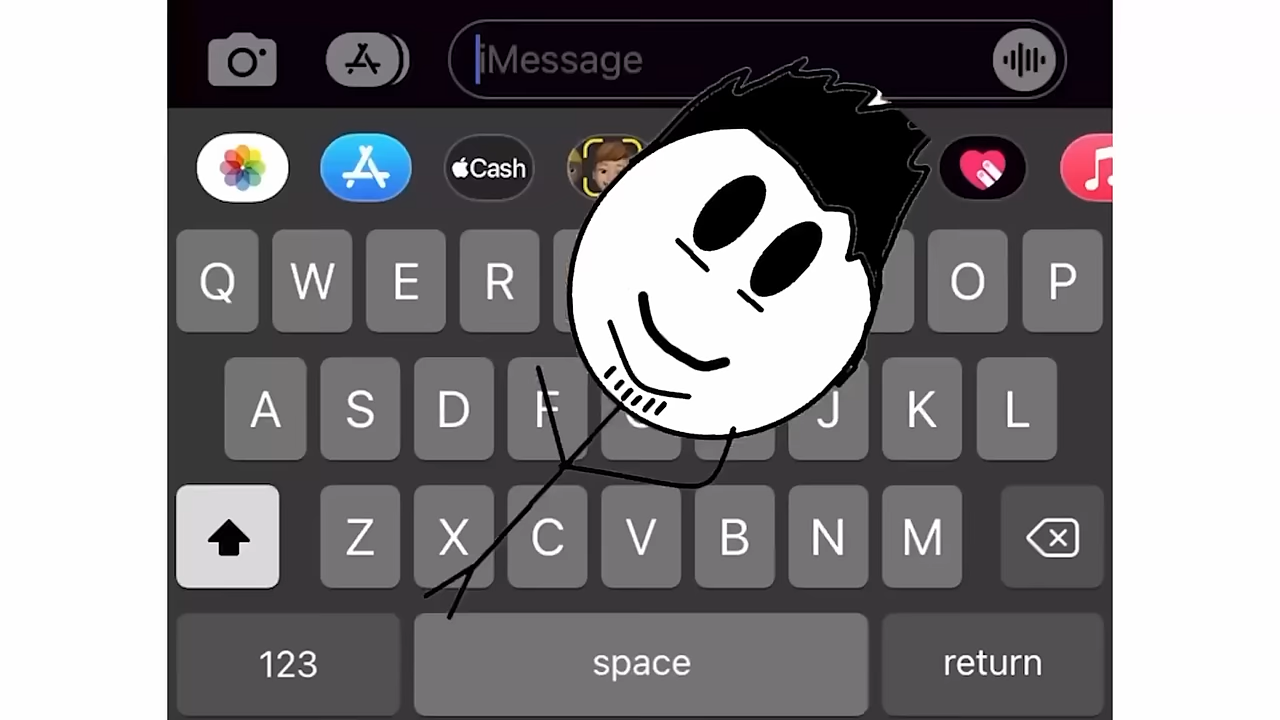 iMessage
Cash
Q W E R O P
A S D F J K L
Z X C V B N M
123 space return